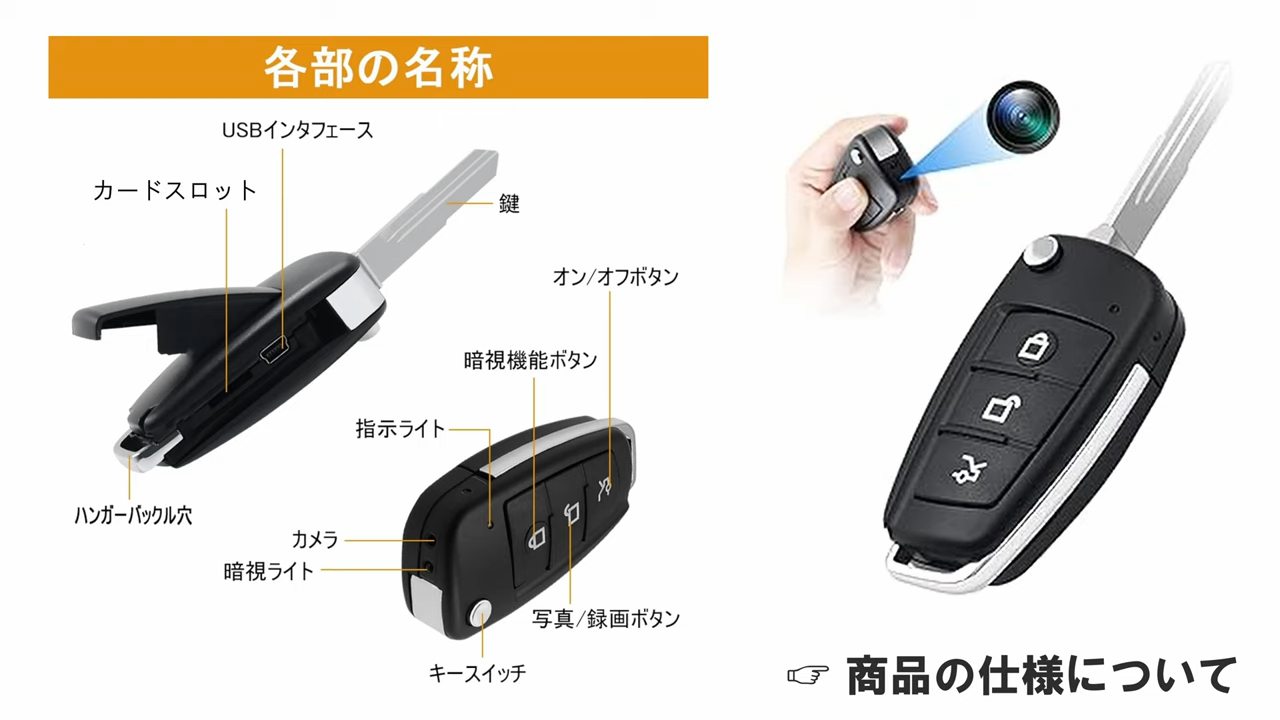 各部の名称
USBインタフェース
カードスロット
鍵
オン/オフボタン
暗視機能ボタン
指示ライト
ハンガーバックル穴
カメラ
暗視ライト
写真/録画ボタン
キースイッチ
☞ 商品の仕様について